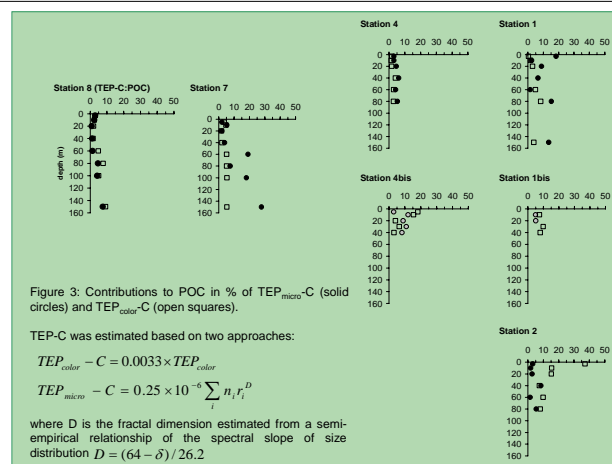 Station 4
0 10 20 30 40 50
0
20
40
60
80
100
120
140
160
Station 1
0 10 20 30 40 50
0
20
40
60
80
100
120
140
160
Station 8 (TEP-C:POC)
0 10 20 30 40 50
depth (m)
0
20
40
60
80
100
120
140
160
Station 7
0 10 20 30 40 50
0
20
40
60
80
100
120
140
160
Station 4bis
0 10 20 30 40 50
0
20
40
60
80
100
120
140
160
Station 1bis
0 10 20 30 40 50
0
20
40
60
80
100
120
140
160
Figure 3: Contributions to POC in % of TEPmicro-C (solid
circles) and TEPcolor-C (open squares).
TEP-C was estimated based on two approaches:
TEPcolor − C = 0.0033 × TEPcolor
TEPmicro − C = 0.25 × 10⁻⁶ ∑i ni ri^D
where D is the fractal dimension estimated from a semi-
empirical relationship of the spectral slope of size
distribution D = (64 − δ) / 26.2
Station 2
0 10 20 30 40 50
0
20
40
60
80
100
120
140
160